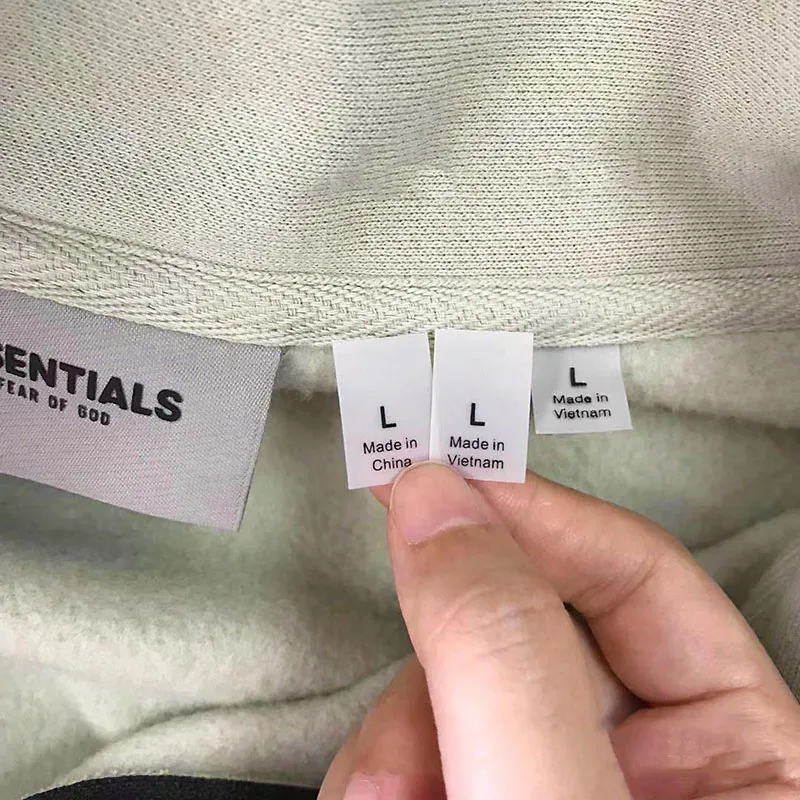 SENTIALS
FEAR OF GOD
L
Made in
China
L
Made in
Vietnam
L
Made in
Vietnam